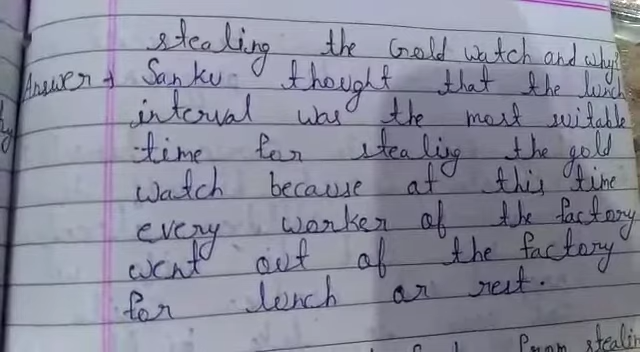 stealing the Gold watch and why?
Answer → Sanku thought that the lunch
interval was the most suitable
time for stealing the gold
watch because at this time
every worker of the factory
went out of the factory
for lunch or rest.
from stealin